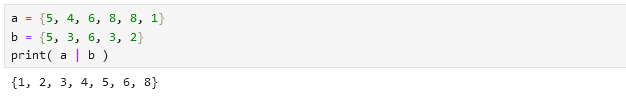 a = {5, 4, 6, 8, 8, 1}
b = {5, 3, 6, 3, 2}
print( a | b )
{1, 2, 3, 4, 5, 6, 8}